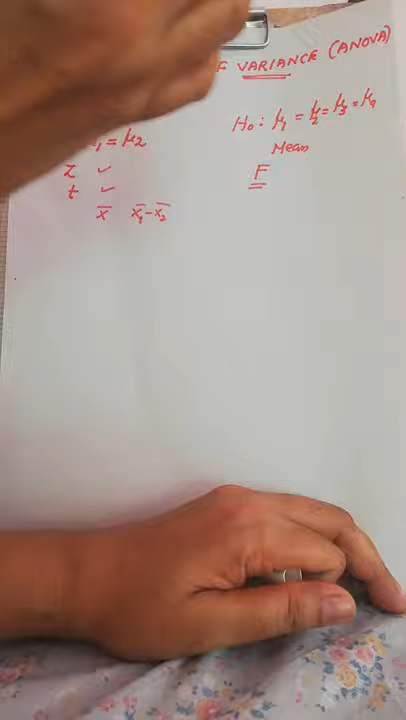 F VARIANCE (ANOVA)
= μ2
H0 : μ1 = μ2 = μ3 = μ4
Mean
Z ✓
F
t ✓
x̄ x̄1 - x̄2